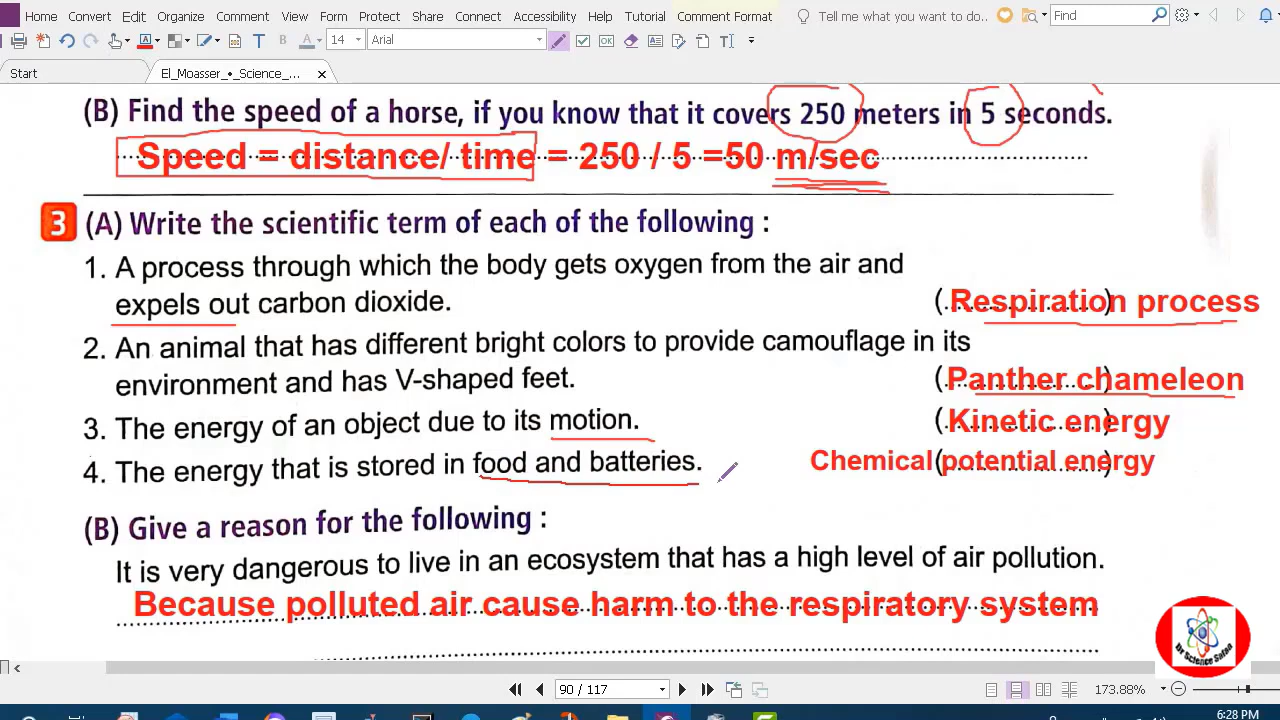 Home Convert Edit Organize Comment View Form Protect Share Connect Accessibility Help Tutorial Comment Format Tell me what you want to do.. Find
14 Arial
Start El_Moasser_•_Science_...
(B) Find the speed of a horse, if you know that it covers 250 meters in 5 seconds.
Speed = distance/ time = 250 / 5 =50 m/sec
3 (A) Write the scientific term of each of the following :
1. A process through which the body gets oxygen from the air and
expels out carbon dioxide. (Respiration process)
2. An animal that has different bright colors to provide camouflage in its
environment and has V-shaped feet. (Panther chameleon)
3. The energy of an object due to its motion. (Kinetic energy)
4. The energy that is stored in food and batteries. Chemical (potential energy)
(B) Give a reason for the following :
It is very dangerous to live in an ecosystem that has a high level of air pollution.
Because polluted air cause harm to the respiratory system
Dr Science Safaa
90 / 117 173.88%
6:28 PM